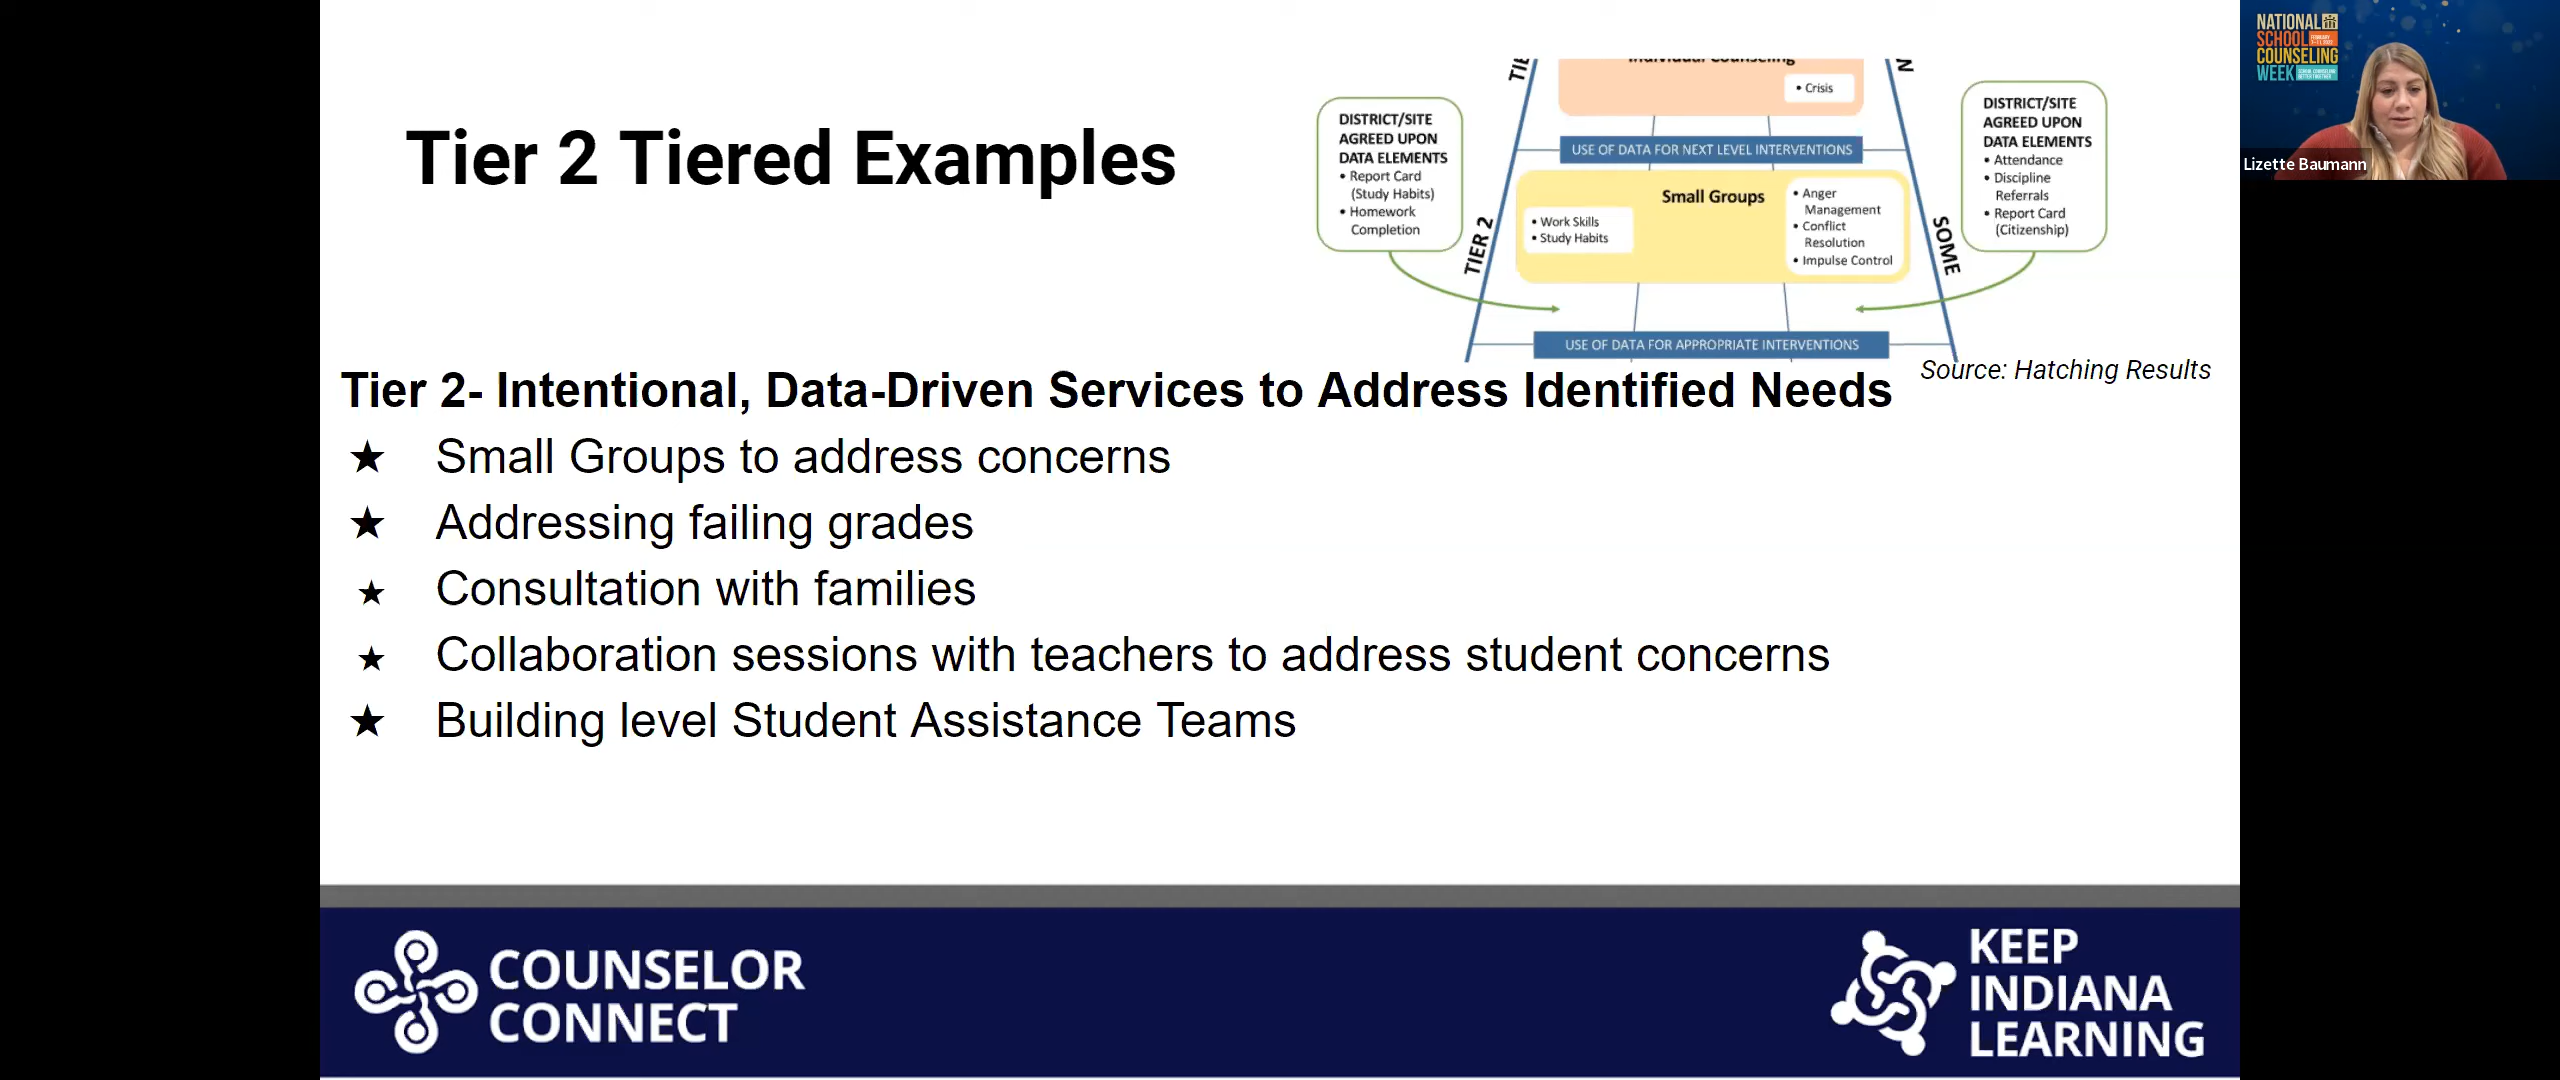 Tier 2 Tiered Examples
TIE
Individual Counseling
• Crisis
N
USE OF DATA FOR NEXT LEVEL INTERVENTIONS
DISTRICT/SITE
AGREED UPON
DATA ELEMENTS
• Report Card
(Study Habits)
• Homework
Completion
TIER 2
Small Groups
• Work Skills
• Study Habits
• Anger
Management
• Conflict
Resolution
• Impulse Control
SOME
DISTRICT/SITE
AGREED UPON
DATA ELEMENTS
• Attendance
• Discipline
Referrals
• Report Card
(Citizenship)
USE OF DATA FOR APPROPRIATE INTERVENTIONS
Source: Hatching Results
Tier 2- Intentional, Data-Driven Services to Address Identified Needs
★ Small Groups to address concerns
★ Addressing failing grades
★ Consultation with families
★ Collaboration sessions with teachers to address student concerns
★ Building level Student Assistance Teams
COUNSELOR
CONNECT
KEEP
INDIANA
LEARNING
NATIONAL
SCHOOL
COUNSELING
WEEK
Lizette Baumann